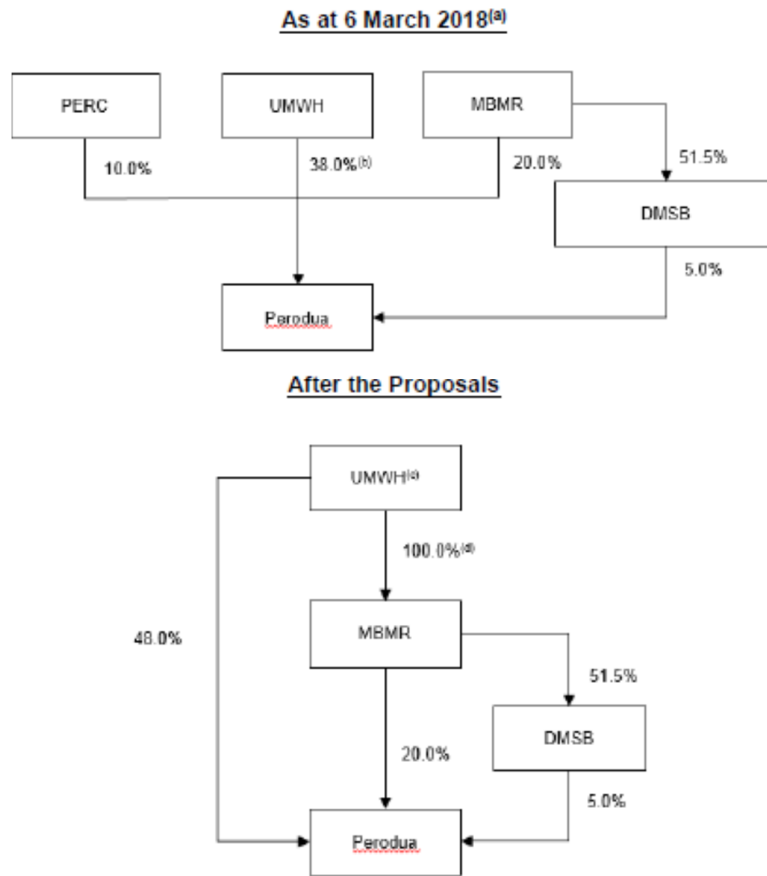 As at 6 March 2018(a)
PERC
UMWH
MBMR
10.0%
38.0%(b)
20.0%
51.5%
DMSB
5.0%
Perodua
After the Proposals
UMWH(c)
100.0%(d)
48.0%
MBMR
51.5%
20.0%
DMSB
5.0%
Perodua